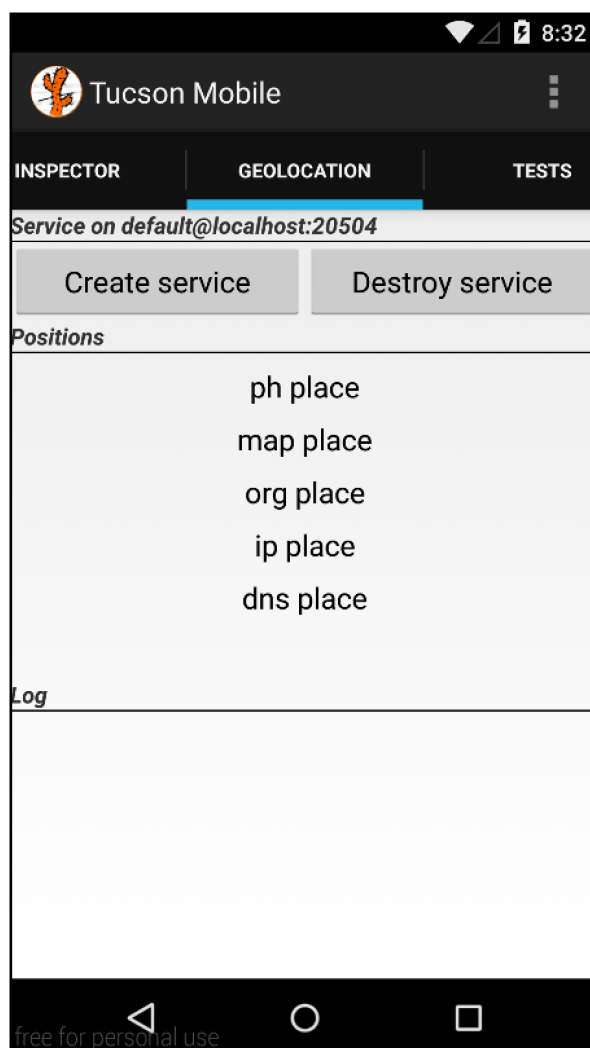 8:32
Tucson Mobile
INSPECTOR GEOLOCATION TESTS
Service on default@localhost:20504
Create service Destroy service
Positions
ph place
map place
org place
ip place
dns place
Log
free for personal use